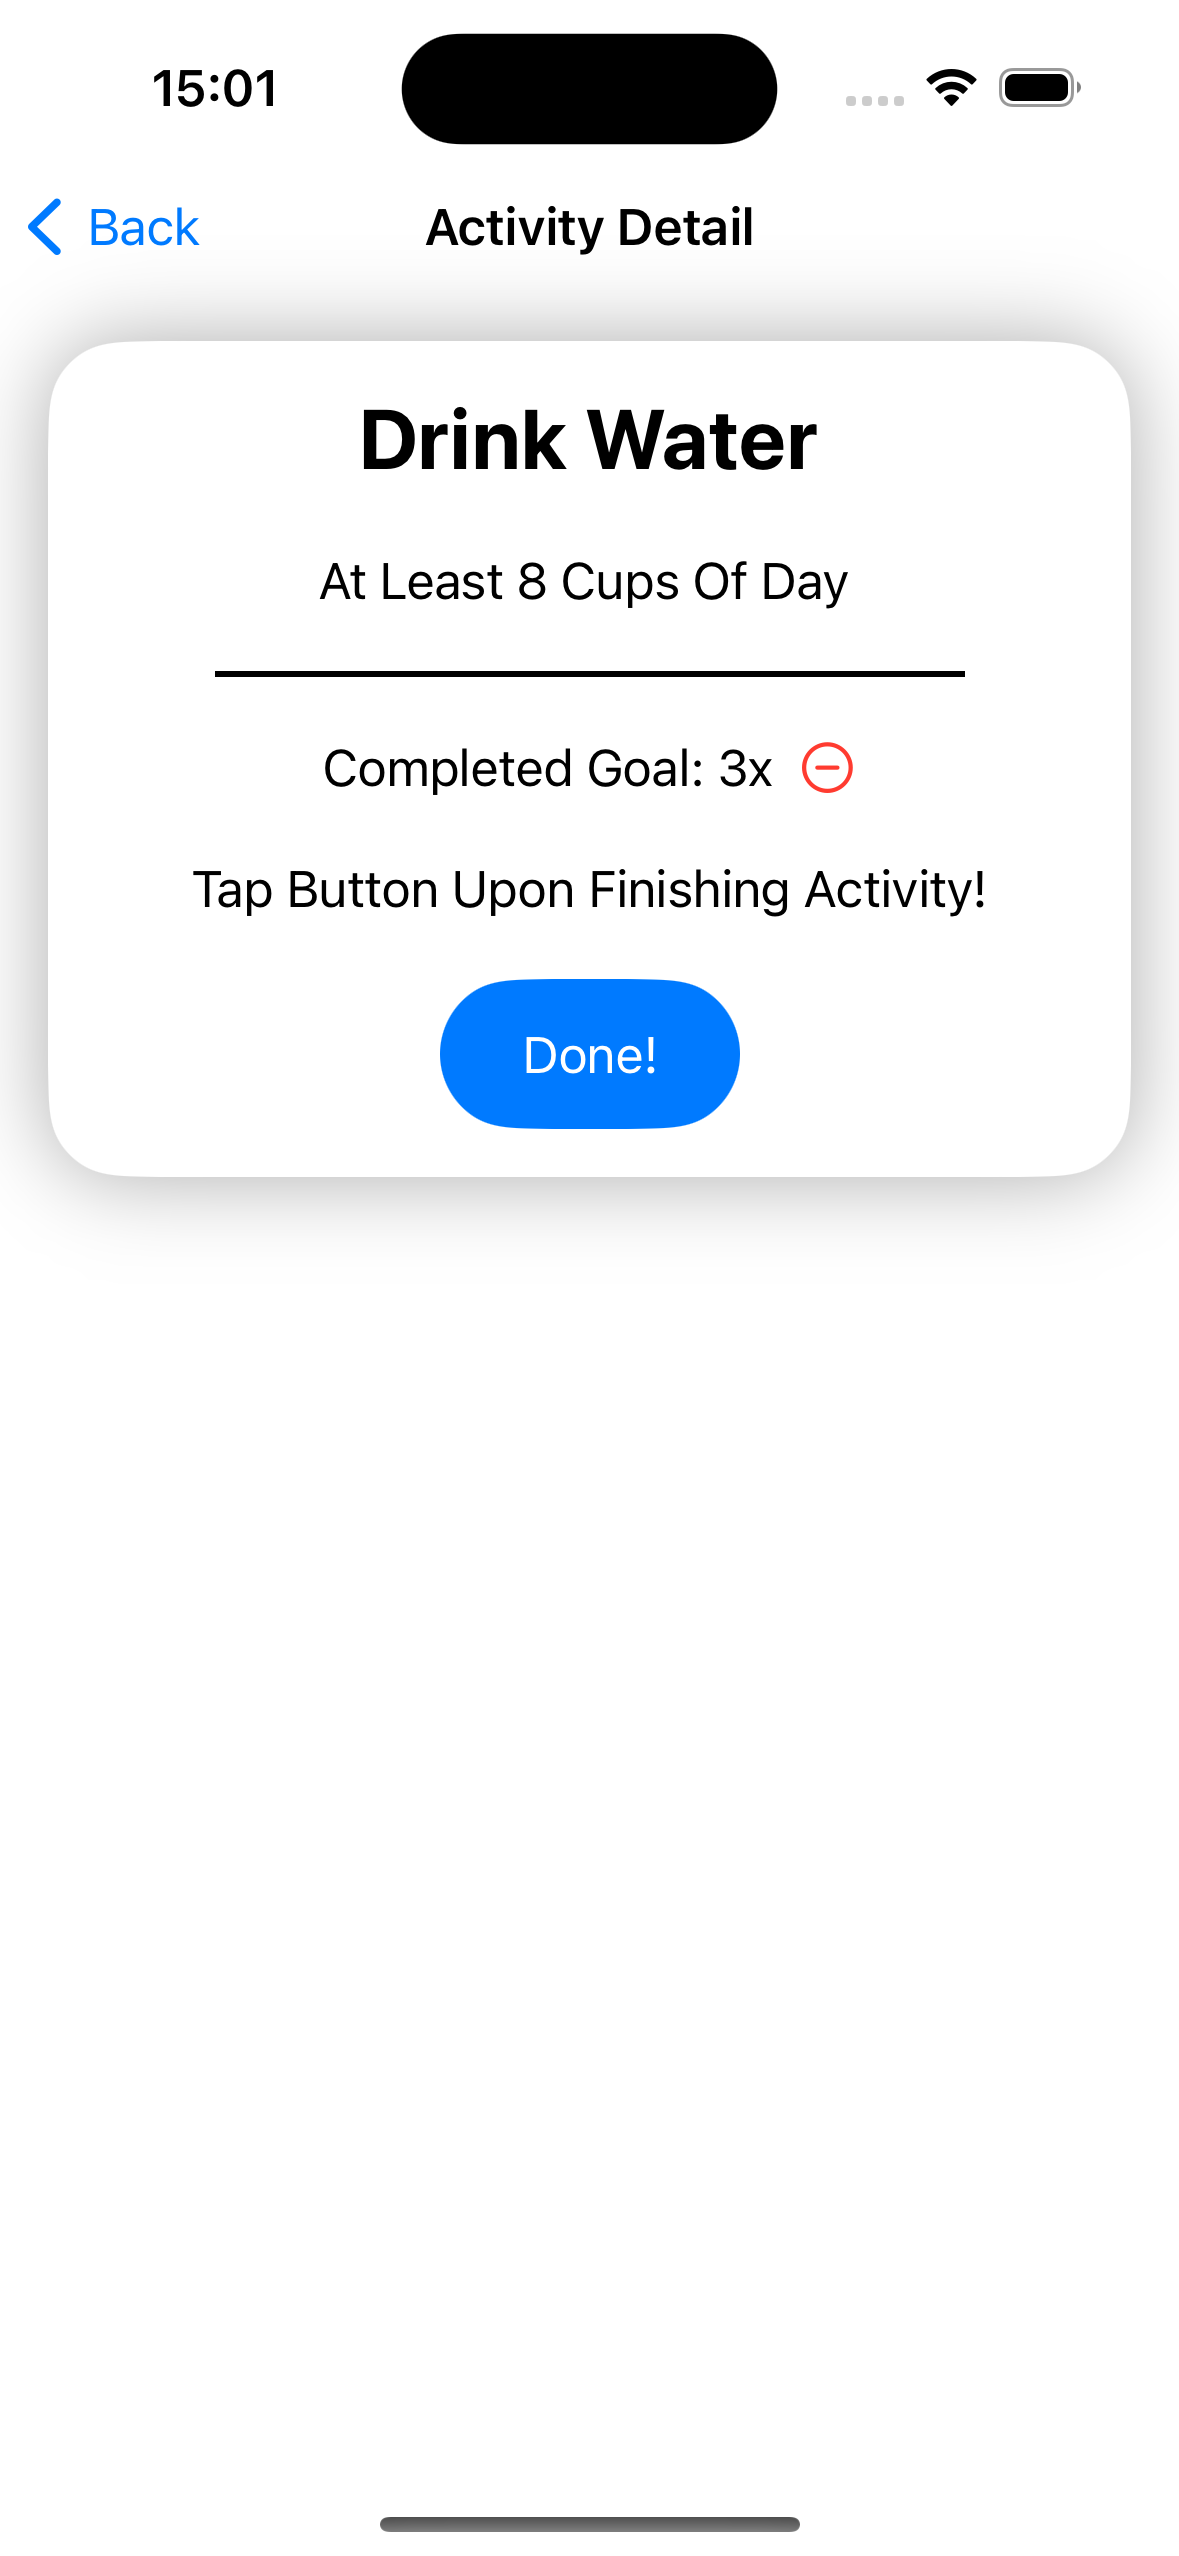 15:01
Back
Activity Detail
Drink Water
At Least 8 Cups Of Day
Completed Goal: 3x
Tap Button Upon Finishing Activity!
Done!